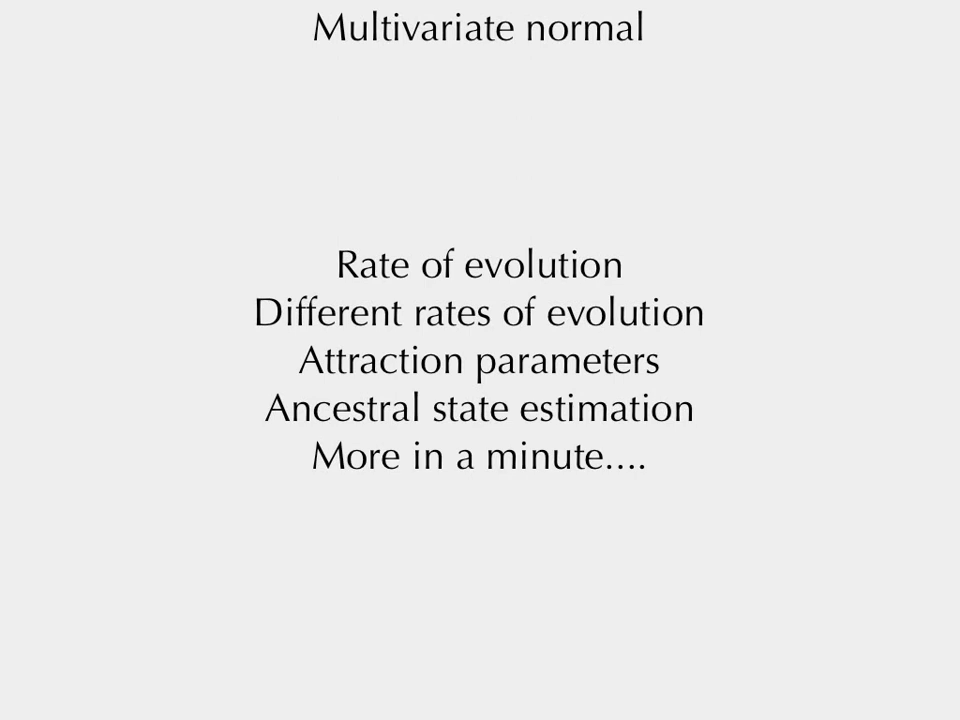 Multivariate normal
Rate of evolution
Different rates of evolution
Attraction parameters
Ancestral state estimation
More in a minute....